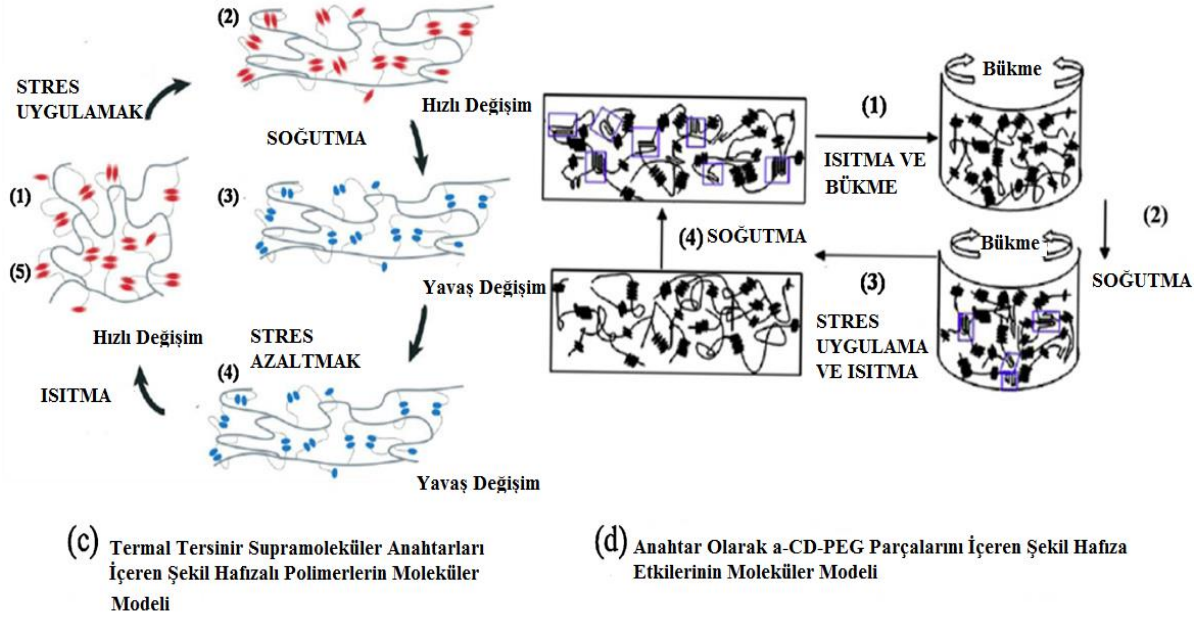 (2)
STRES
UYGULAMAK
Hızlı Değişim
SOĞUTMA
(1)
(3)
(5)
Yavaş Değişim
Hızlı Değişim
STRES
AZALTMAK
(4)
ISITMA
Yavaş Değişim
(c) Termal Tersinir Supramoleküler Anahtarları
İçeren Şekil Hafızalı Polimerlerin Moleküler
Modeli
Bükme
(1)
ISITMA VE
BÜKME
(2)
SOĞUTMA
(4) SOĞUTMA
Bükme
(3)
STRES
UYGULAMA
VE ISITMA
(d) Anahtar Olarak a-CD-PEG Parçalarını İçeren Şekil Hafıza
Etkilerinin Moleküler Modeli